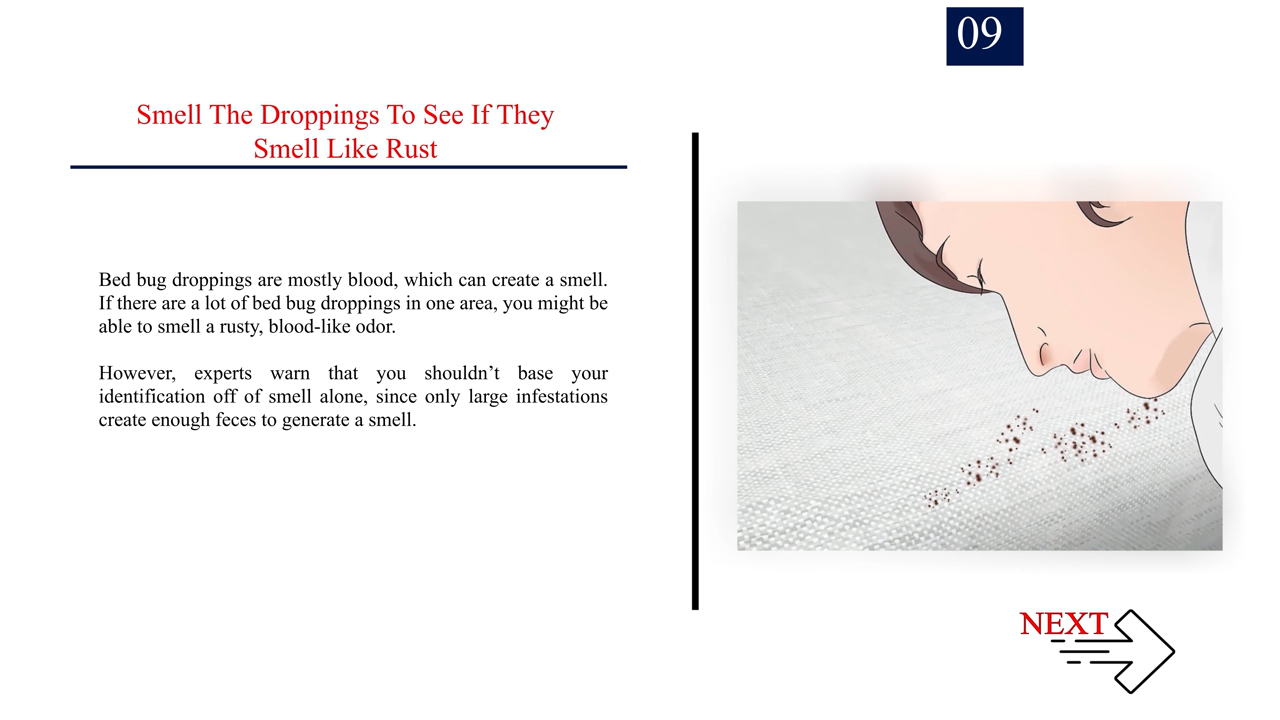 09
Smell The Droppings To See If They
Smell Like Rust
Bed bug droppings are mostly blood, which can create a smell.
If there are a lot of bed bug droppings in one area, you might be
able to smell a rusty, blood-like odor.
However, experts warn that you shouldn’t base your
identification off of smell alone, since only large infestations
create enough feces to generate a smell.
NEXT